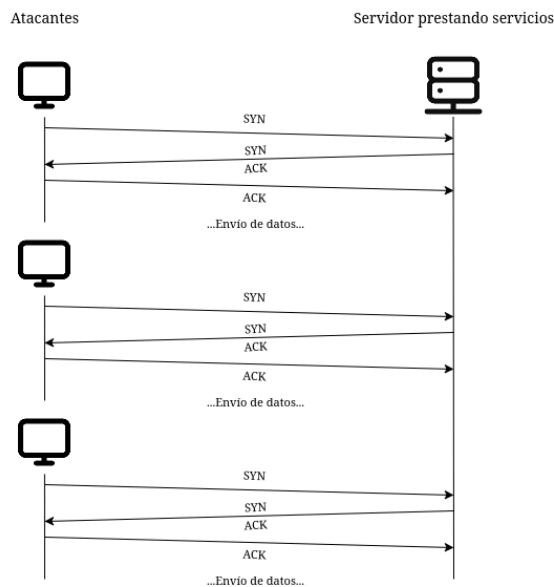 Atacantes
Servidor prestando servicios
SYN
SYN
ACK
ACK
...Envío de datos...
SYN
SYN
ACK
ACK
...Envío de datos...
SYN
SYN
ACK
ACK
...Envío de datos...